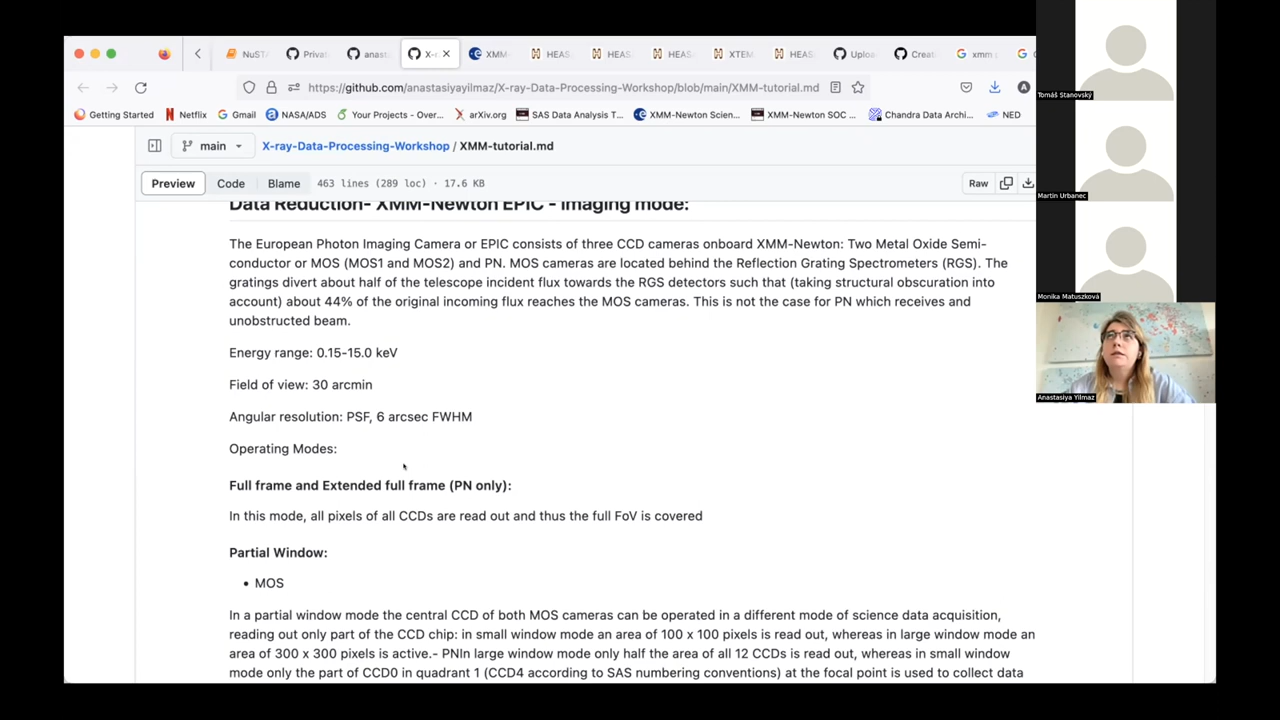 NuST
Priva
anasta
X-r
XMM-
HEAS
HEAS
HEAS
XTEM
HEAS
Uploa
Creati
xmm p
https://github.com/anastasiyayilmaz/X-ray-Data-Processing-Workshop/blob/main/XMM-tutorial.md
Getting Started Netflix Gmail NASA/ADS Your Projects - Over... arXiv.org SAS Data Analysis T... XMM-Newton Scien... XMM-Newton SOC ... Chandra Data Archi... NED
main X-ray-Data-Processing-Workshop / XMM-tutorial.md
Preview Code Blame 463 lines (289 loc) · 17.6 KB Raw
Data Reduction- XMM-Newton EPIC - Imaging mode:
The European Photon Imaging Camera or EPIC consists of three CCD cameras onboard XMM-Newton: Two Metal Oxide Semi-
conductor or MOS (MOS1 and MOS2) and PN. MOS cameras are located behind the Reflection Grating Spectrometers (RGS). The
gratings divert about half of the telescope incident flux towards the RGS detectors such that (taking structural obscuration into
account) about 44% of the original incoming flux reaches the MOS cameras. This is not the case for PN which receives and
unobstructed beam.
Energy range: 0.15-15.0 keV
Field of view: 30 arcmin
Angular resolution: PSF, 6 arcsec FWHM
Operating Modes:
Full frame and Extended full frame (PN only):
In this mode, all pixels of all CCDs are read out and thus the full FoV is covered
Partial Window:
• MOS
In a partial window mode the central CCD of both MOS cameras can be operated in a different mode of science data acquisition,
reading out only part of the CCD chip: in small window mode an area of 100 x 100 pixels is read out, whereas in large window mode an
area of 300 x 300 pixels is active.- PNIn large window mode only half the area of all 12 CCDs is read out, whereas in small window
mode only the part of CCD0 in quadrant 1 (CCD4 according to SAS numbering conventions) at the focal point is used to collect data
Tomáš Stanovský
Martin Urbanec
Monika Matuszková
Anastasiya Yilmaz